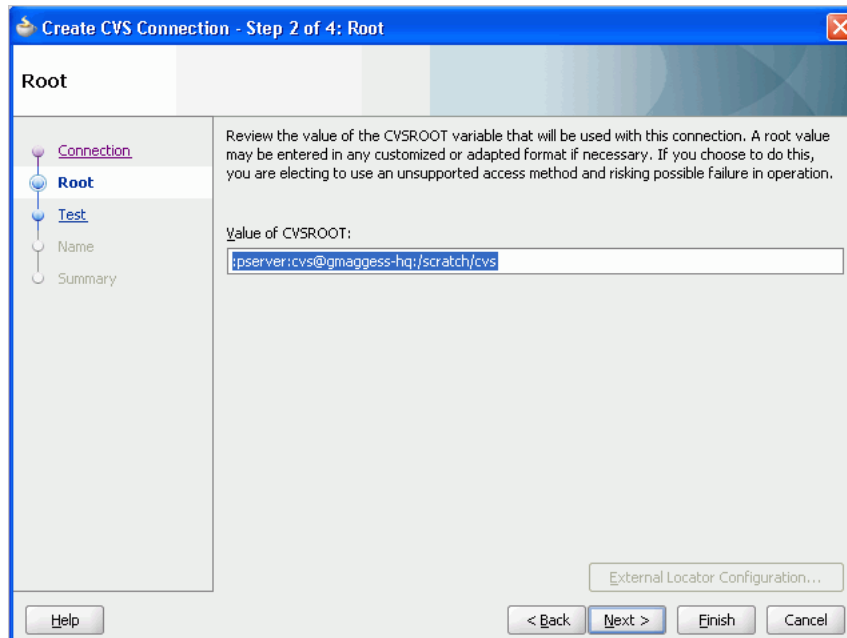 Create CVS Connection - Step 2 of 4: Root
Root
Connection
Root
Test
Name
Summary
Review the value of the CVSROOT variable that will be used with this connection. A root value
may be entered in any customized or adapted format if necessary. If you choose to do this,
you are electing to use an unsupported access method and risking possible failure in operation.
Value of CVSROOT:
:pserver:cvs@gmaggess-hq:/scratch/cvs
External Locator Configuration...
Help
< Back
Next >
Finish
Cancel